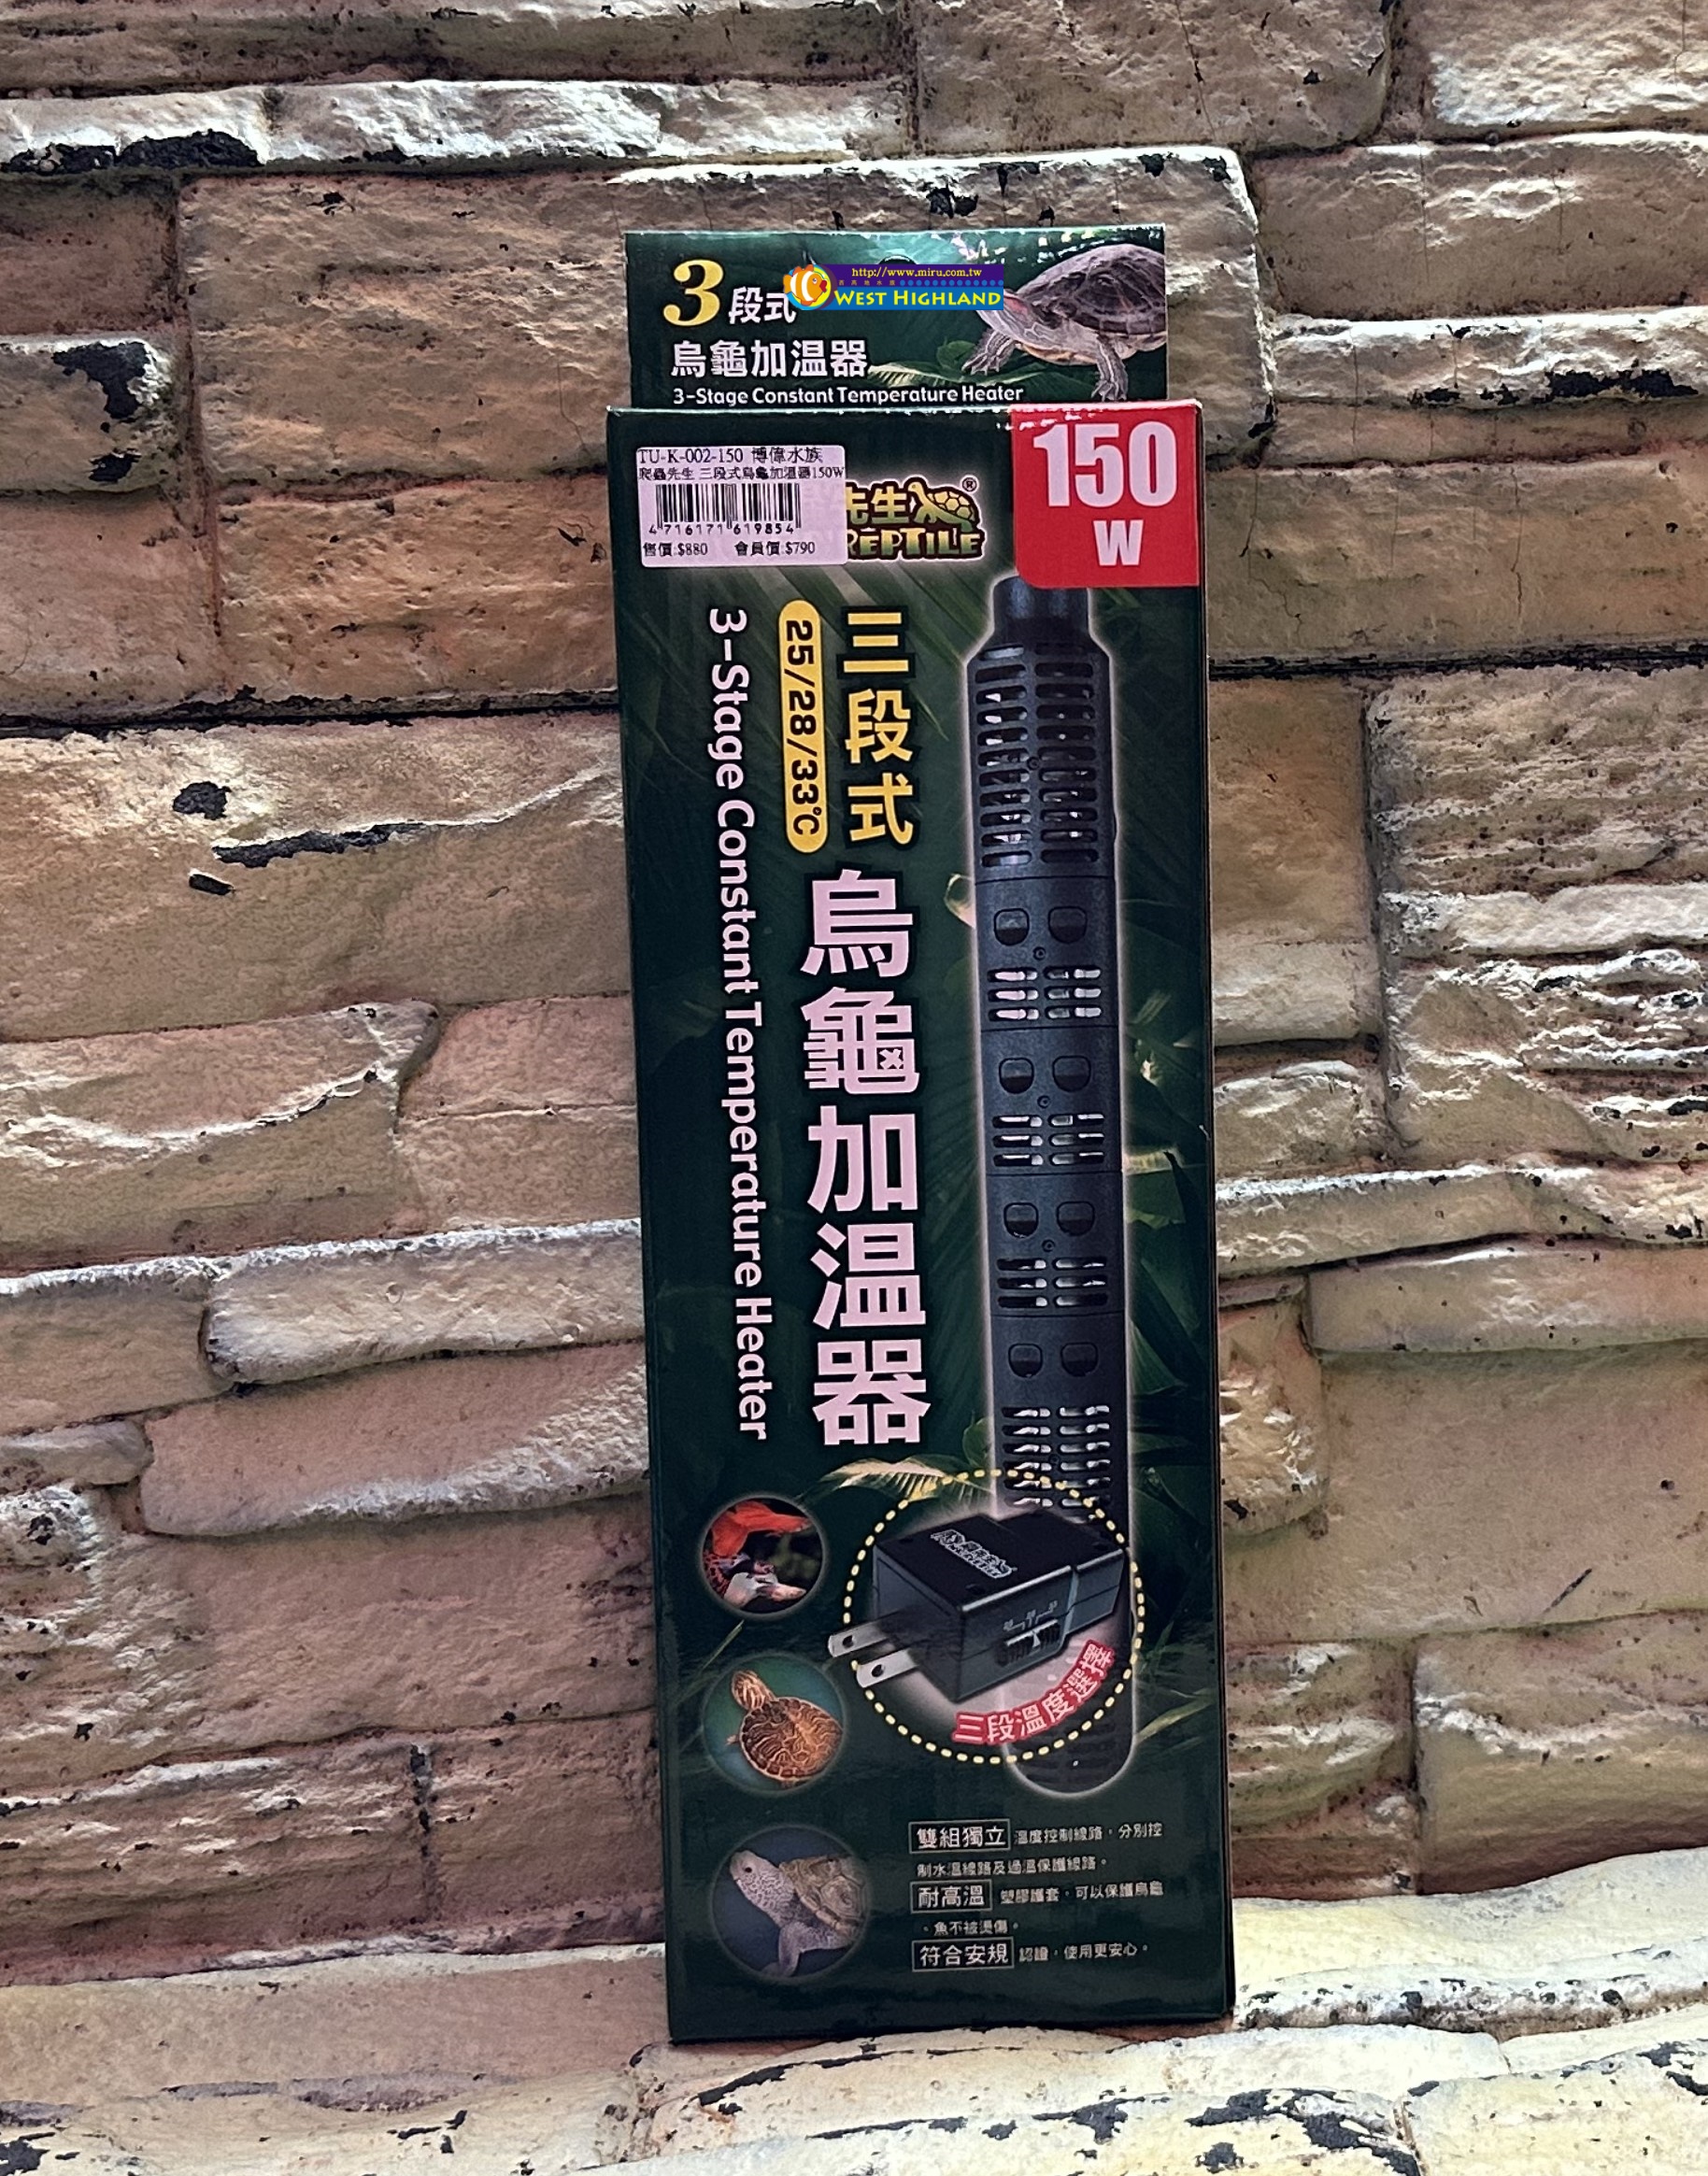 3段式
http://www.miru.com.tw
WEST HIGHLAND
烏龜加温器
3-Stage Constant Temperature Heater
TU-K-002-150 博偉水族
爬蟲先生 三段式烏龜加溫器150W
4716171619854
售價:$880 會員價:$790
先生®
REPTILE
150
W
三段式
25/28/33℃
烏龜加温器
3-Stage Constant Temperature Heater
三段溫度選擇
雙組獨立 溫度控制線路,分別控
制水溫線路及過溫保護線路。
耐高溫 塑膠護套,可以保護烏龜
、魚不被燙傷。
符合安規 認證,使用更安心。